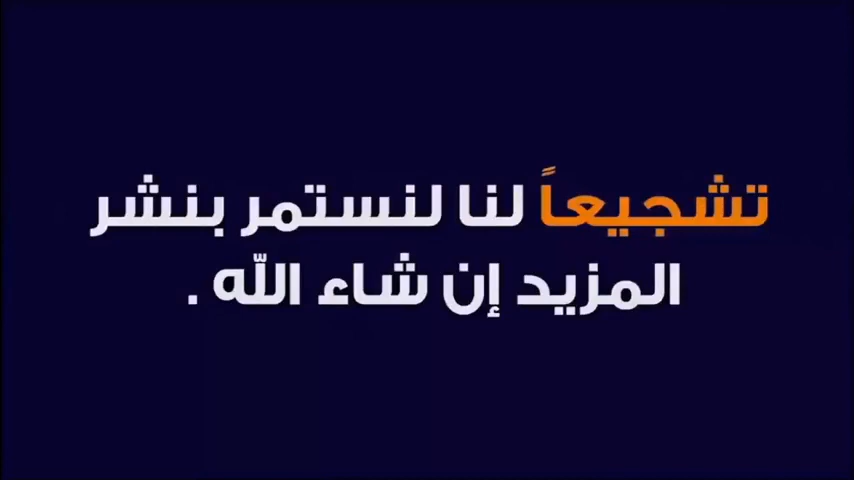 تشجيعاً لنا لنستمر بنشر
المزيد إن شاء الله .